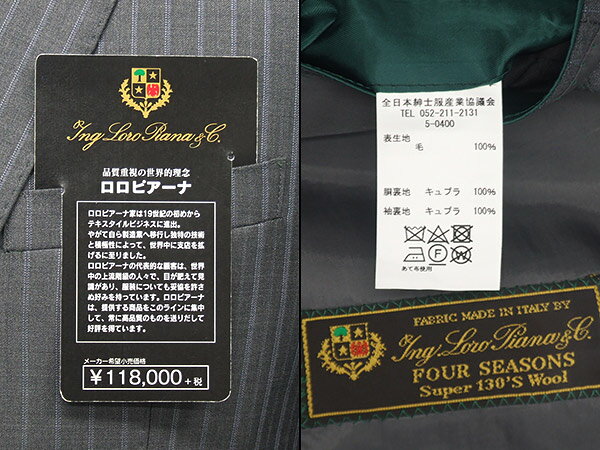 Ing. Loro Piana & C.
品質重視の世界的理念
ロロピアーナ
ロロピアーナ家は19世紀の初めから
テキスタイルビジネスに進出。
やがて自ら製造業へ移行し独特の技術
と積極性によって、世界中に支店を拡
げるに至りました。
ロロピアーナの代表的な顧客は、世界
中の上流階級の人々で、目が肥えて見
識があり、服装についても妥協を許さ
ぬ好みを持っています。ロロピアーナ
は、提供する商品をこのラインに集中
して、常に高品質のものを送りだして
好評を得ています。
メーカー希望小売価格
¥118,000+税
全日本紳士服産業協議会
TEL 052-211-2131
5-0400
表生地
毛 100%
胴裏地 キュプラ 100%
袖裏地 キュプラ 100%
あて布使用
FABRIC MADE IN ITALY BY
Ing. Loro Piana & C.
FOUR SEASONS
Super 130'S Wool